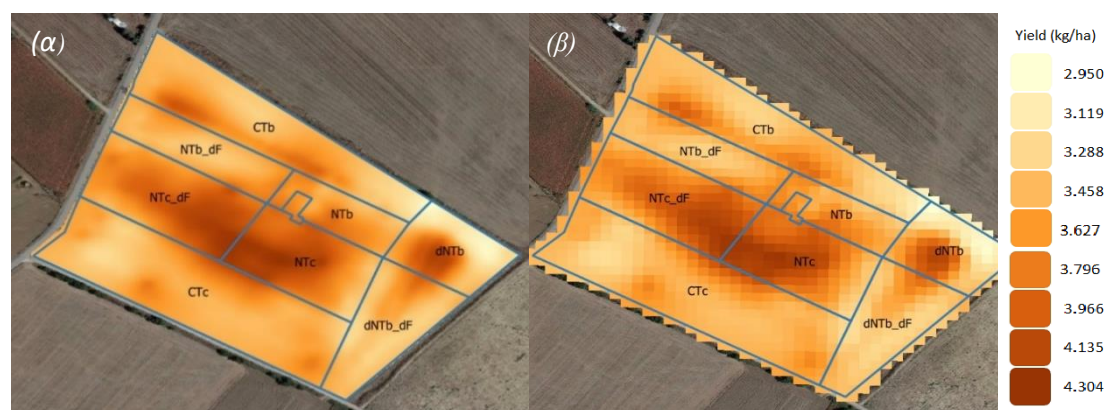 (α)
CTb
NTb_dF
NTc_dF
NTb
dNTb
NTc
CTc
dNTb_dF
(β)
CTb
NTb_dF
NTc_dF
NTb
dNTb
NTc
CTc
dNTb_dF
Yield (kg/ha)
2.950
3.119
3.288
3.458
3.627
3.796
3.966
4.135
4.304